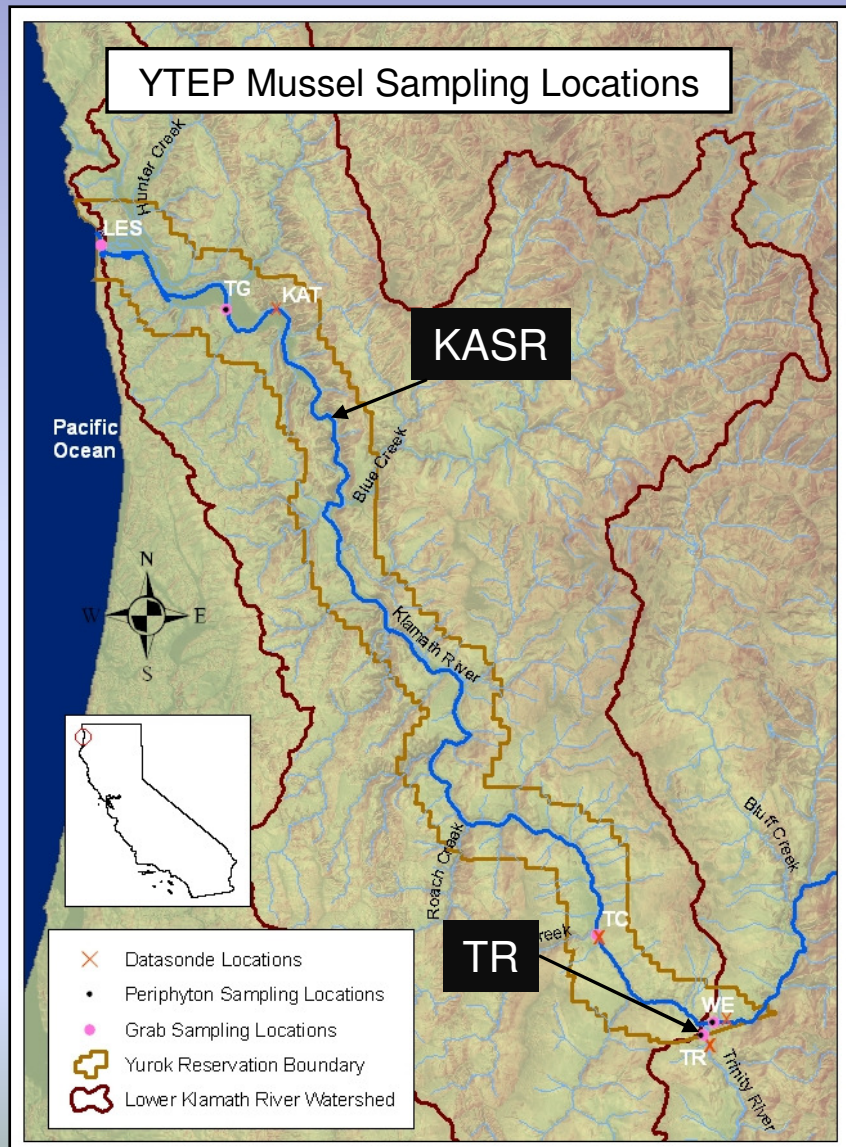 YTEP Mussel Sampling Locations
Hunter Creek
LES
TG
KAT
KASR
Pacific
Ocean
Blue Creek
N
W
E
S
Klamath River
Bluff Creek
Roach Creek
TC
reek
TR
WE
TR
Trinity River
Datasonde Locations
Periphyton Sampling Locations
Grab Sampling Locations
Yurok Reservation Boundary
Lower Klamath River Watershed